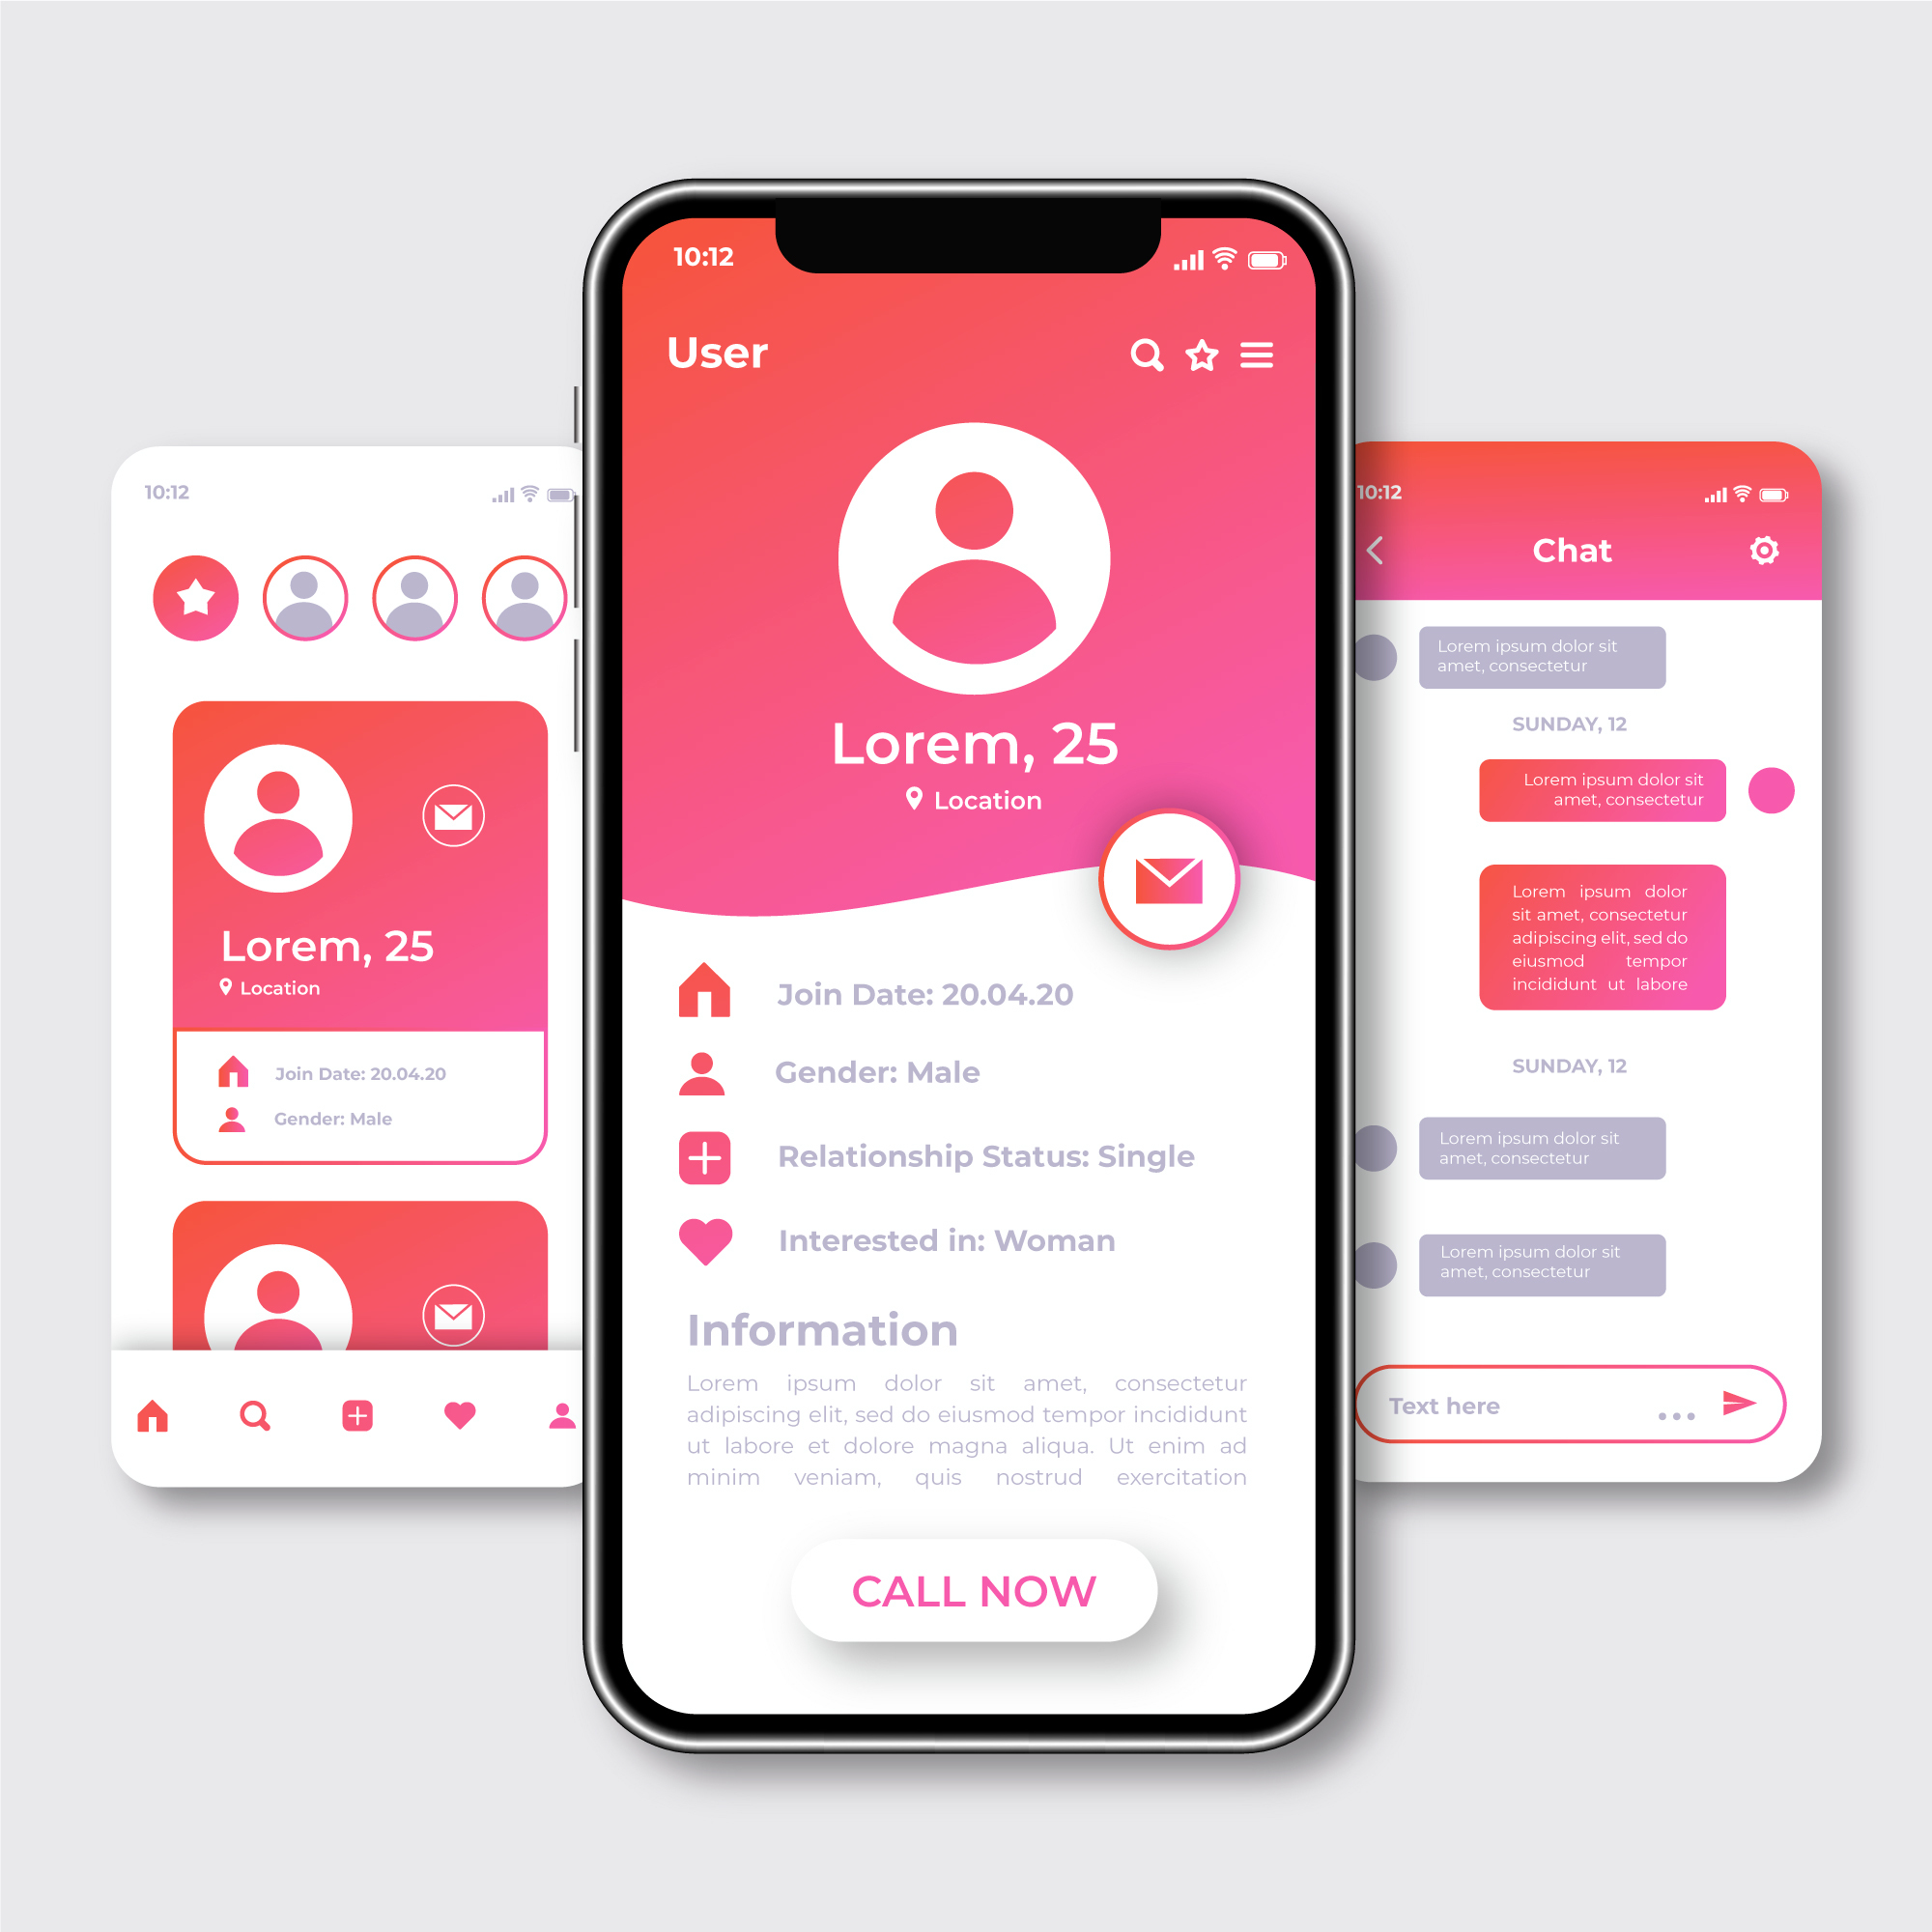 10:12
Lorem, 25
Location
Join Date: 20.04.20
Gender: Male
10:12
User
Lorem, 25
Location
Join Date: 20.04.20
Gender: Male
Relationship Status: Single
Interested in: Woman
Information
Lorem ipsum dolor sit amet, consectetur
adipiscing elit, sed do eiusmod tempor incididunt
ut labore et dolore magna aliqua. Ut enim ad
minim veniam, quis nostrud exercitation
CALL NOW
10:12
Chat
Lorem ipsum dolor sit
amet, consectetur
SUNDAY, 12
Lorem ipsum dolor sit
amet, consectetur
Lorem ipsum dolor
sit amet, consectetur
adipiscing elit, sed do
eiusmod tempor
incididunt ut labore
SUNDAY, 12
Lorem ipsum dolor sit
amet, consectetur
Lorem ipsum dolor sit
amet, consectetur
Text here